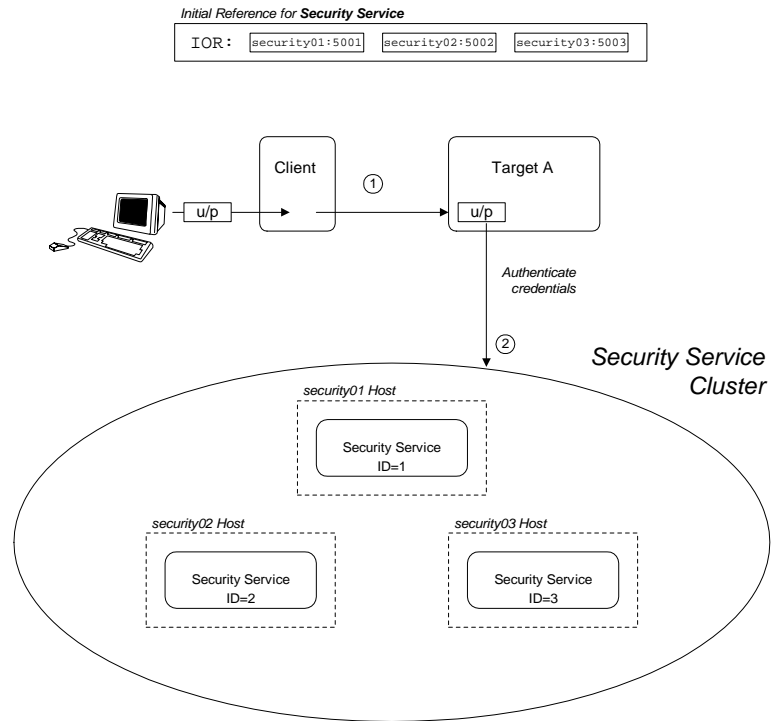 Initial Reference for Security Service
IOR: security01:5001 security02:5002 security03:5003
Client
Target A
1
u/p
u/p
Authenticate
credentials
2
Security Service
Cluster
security01 Host
Security Service
ID=1
security02 Host
security03 Host
Security Service
ID=2
Security Service
ID=3